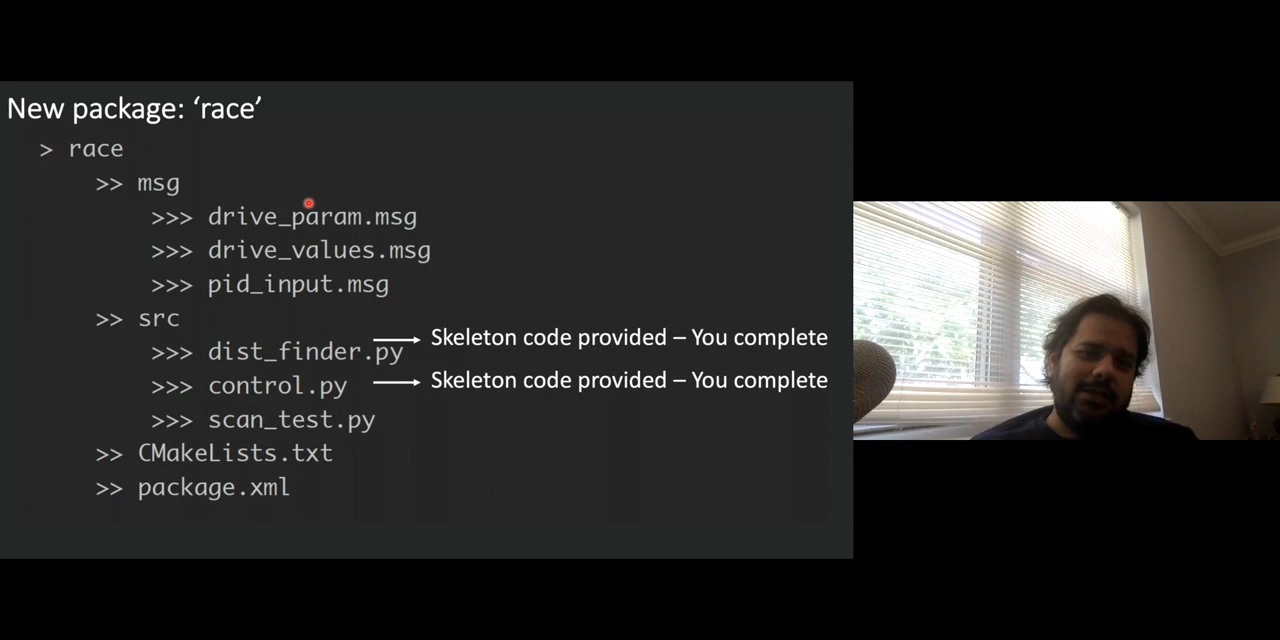 New package: ‘race’
> race
>> msg
>>> drive_param.msg
>>> drive_values.msg
>>> pid_input.msg
>> src
>>> dist_finder.py → Skeleton code provided – You complete
>>> control.py → Skeleton code provided – You complete
>>> scan_test.py
>> CMakeLists.txt
>> package.xml